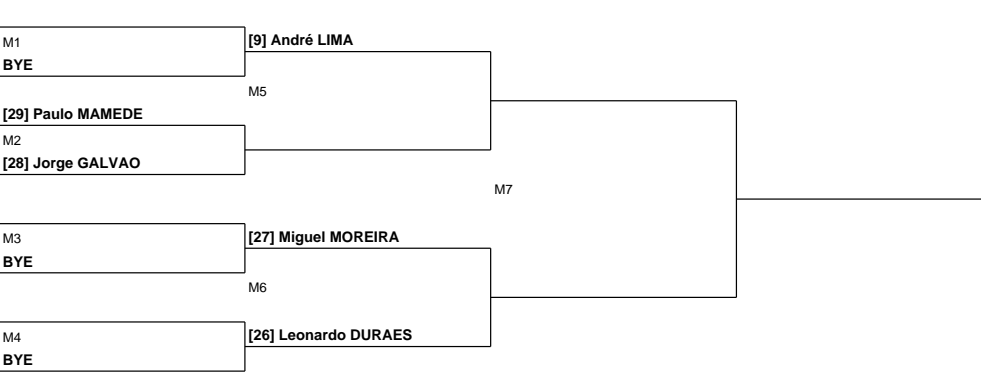 M1
[9] André LIMA
BYE
M5
[29] Paulo MAMEDE
M2
[28] Jorge GALVAO
M7
M3
[27] Miguel MOREIRA
BYE
M6
M4
[26] Leonardo DURAES
BYE